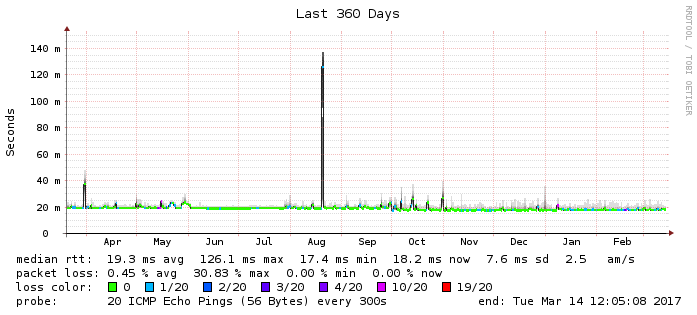 Last 360 Days
RRDTOOL / TOBI OETIKER
Seconds
140 m
120 m
100 m
80 m
60 m
40 m
20 m
0
Apr May Jun Jul Aug Sep Oct Nov Dec Jan Feb
median rtt: 19.3 ms avg 126.1 ms max 17.4 ms min 18.2 ms now 7.6 ms sd 2.5 am/s
packet loss: 0.45 % avg 30.83 % max 0.00 % min 0.00 % now
loss color: 0 1/20 2/20 3/20 4/20 10/20 19/20
probe: 20 ICMP Echo Pings (56 Bytes) every 300s end: Tue Mar 14 12:05:08 2017